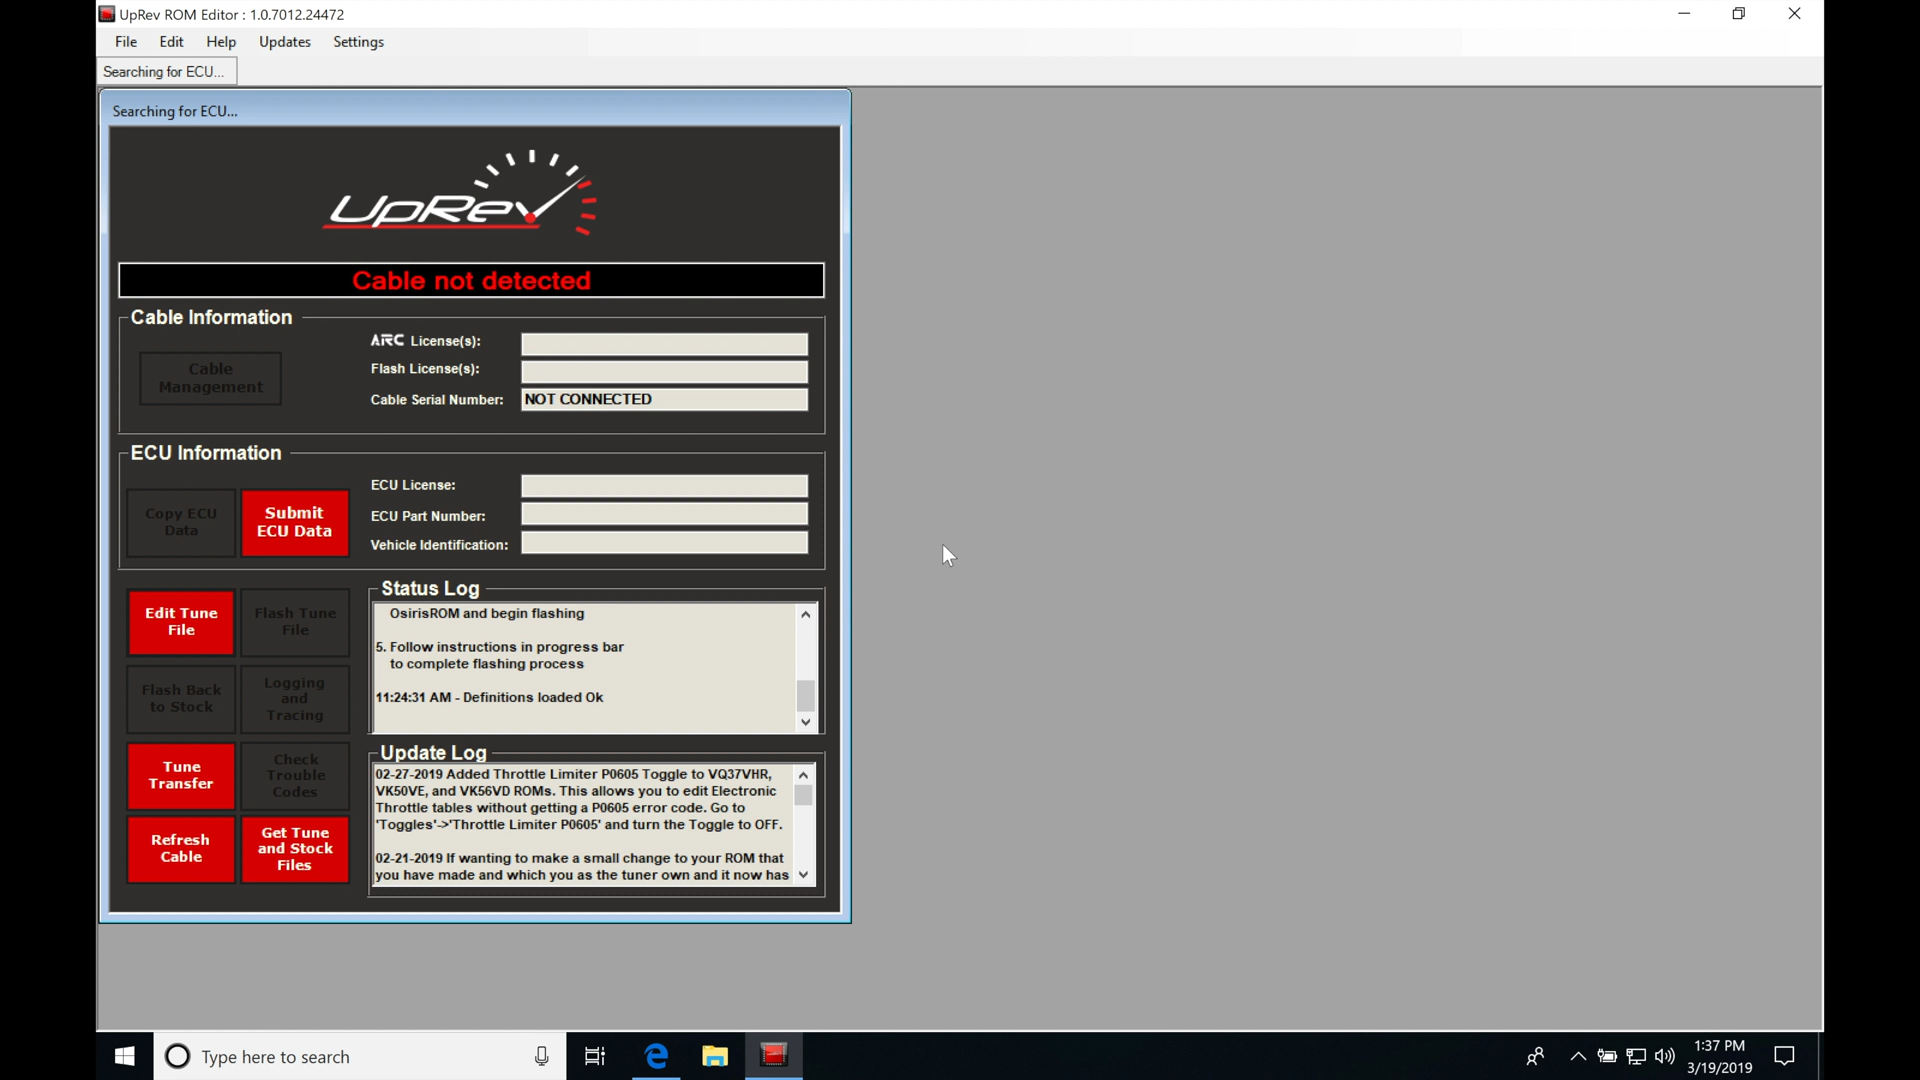 UpRev ROM Editor : 1.0.7012.24472
File Edit Help Updates Settings
Searching for ECU...
Searching for ECU...
UpRev
Cable not detected
Cable Information
Cable
Management
ARC License(s):
Flash License(s):
Cable Serial Number: NOT CONNECTED
ECU Information
Copy ECU
Data
Submit
ECU Data
ECU License:
ECU Part Number:
Vehicle Identification:
Edit Tune
File
Flash Tune
File
Flash Back
to Stock
Logging
and
Tracing
Tune
Transfer
Check
Trouble
Codes
Refresh
Cable
Get Tune
and Stock
Files
Status Log
OsirisROM and begin flashing
5. Follow instructions in progress bar
to complete flashing process
11:24:31 AM - Definitions loaded Ok
Update Log
02-27-2019 Added Throttle Limiter P0605 Toggle to VQ37VHR,
VK50VE, and VK56VD ROMs. This allows you to edit Electronic
Throttle tables without getting a P0605 error code. Go to
'Toggles'->'Throttle Limiter P0605' and turn the Toggle to OFF.
02-21-2019 If wanting to make a small change to your ROM that
you have made and which you as the tuner own and it now has
Type here to search
1:37 PM
3/19/2019